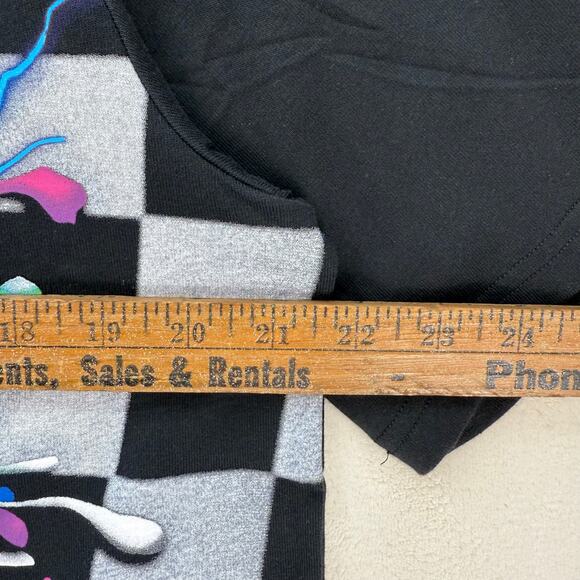 18 19 20 21 22 23 24
ents, Sales & Rentals - Phon